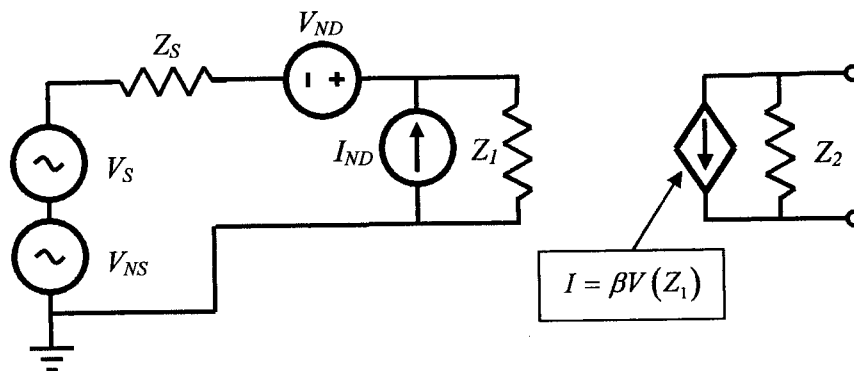 V_ND
Z_S
I_ND
Z_1
Z_2
V_S
V_NS
I = βV(Z_1)